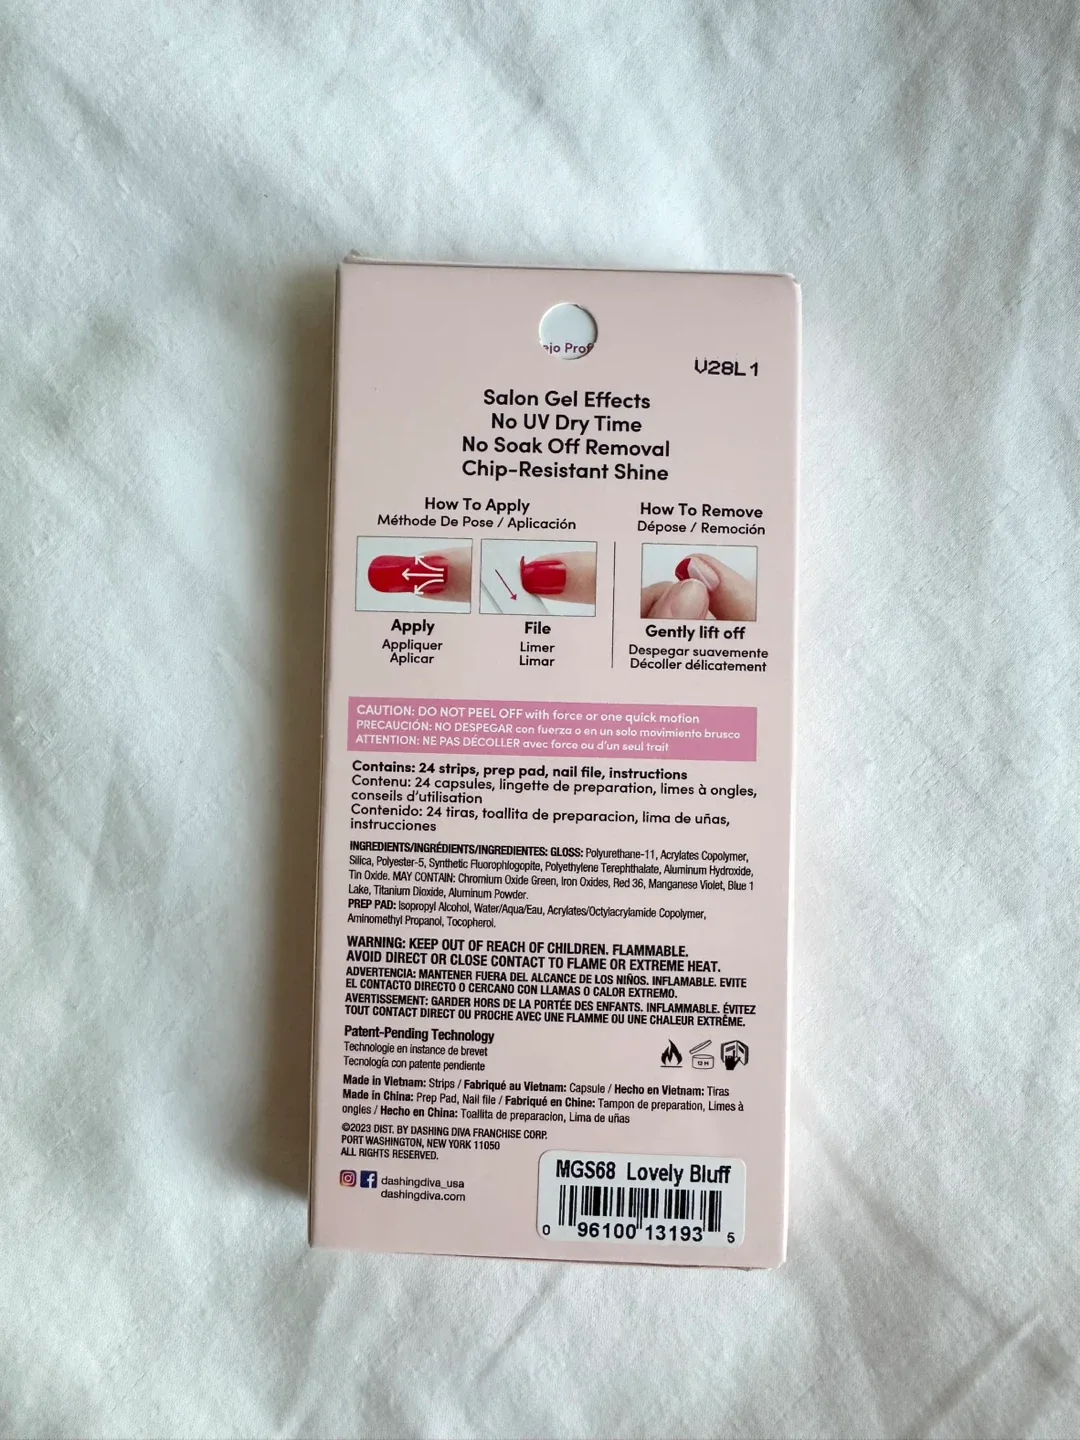 ejo Prof
V28L1
Salon Gel Effects
No UV Dry Time
No Soak Off Removal
Chip-Resistant Shine
How To Apply
Méthode De Pose / Aplicación
Apply
Appliquer
Aplicar
File
Limer
Limar
How To Remove
Dépose / Remoción
Gently lift off
Despegar suavemente
Décoller délicatement
CAUTION: DO NOT PEEL OFF with force or one quick motion
PRECAUCIÓN: NO DESPEGAR con fuerza o en un solo movimiento brusco
ATTENTION: NE PAS DÉCOLLER avec force ou d'un seul trait
Contains: 24 strips, prep pad, nail file, instructions
Contenu: 24 capsules, lingette de preparation, limes à ongles,
conseils d'utilisation
Contenido: 24 tiras, toallita de preparacion, lima de uñas,
instrucciones
INGREDIENTS/INGRÉDIENTS/INGREDIENTES: GLOSS: Polyurethane-11, Acrylates Copolymer,
Silica, Polyester-5, Synthetic Fluorophlogopite, Polyethylene Terephthalate, Aluminum Hydroxide,
Tin Oxide. MAY CONTAIN: Chromium Oxide Green, Iron Oxides, Red 36, Manganese Violet, Blue 1
Lake, Titanium Dioxide, Aluminum Powder.
PREP PAD: Isopropyl Alcohol, Water/Aqua/Eau, Acrylates/Octylacrylamide Copolymer,
Aminomethyl Propanol, Tocopherol.
WARNING: KEEP OUT OF REACH OF CHILDREN. FLAMMABLE.
AVOID DIRECT OR CLOSE CONTACT TO FLAME OR EXTREME HEAT.
ADVERTENCIA: MANTENER FUERA DEL ALCANCE DE LOS NIÑOS. INFLAMABLE. EVITE
EL CONTACTO DIRECTO O CERCANO CON LLAMAS O CALOR EXTREMO.
AVERTISSEMENT: GARDER HORS DE LA PORTÉE DES ENFANTS. INFLAMMABLE. ÉVITEZ
TOUT CONTACT DIRECT OU PROCHE AVEC UNE FLAMME OU UNE CHALEUR EXTRÊME.
Patent-Pending Technology
Technologie en instance de brevet
Tecnología con patente pendiente
12 M
Made in Vietnam: Strips / Fabriqué au Vietnam: Capsule / Hecho en Vietnam: Tiras
Made in China: Prep Pad, Nail file / Fabriqué en Chine: Tampon de preparation, Limes à
ongles / Hecho en China: Toallita de preparacion, Lima de uñas
©2023 DIST. BY DASHING DIVA FRANCHISE CORP.
PORT WASHINGTON, NEW YORK 11050
ALL RIGHTS RESERVED.
dashingdiva_usa
dashingdiva.com
MGS68 Lovely Bluff
0 96100 13193 5